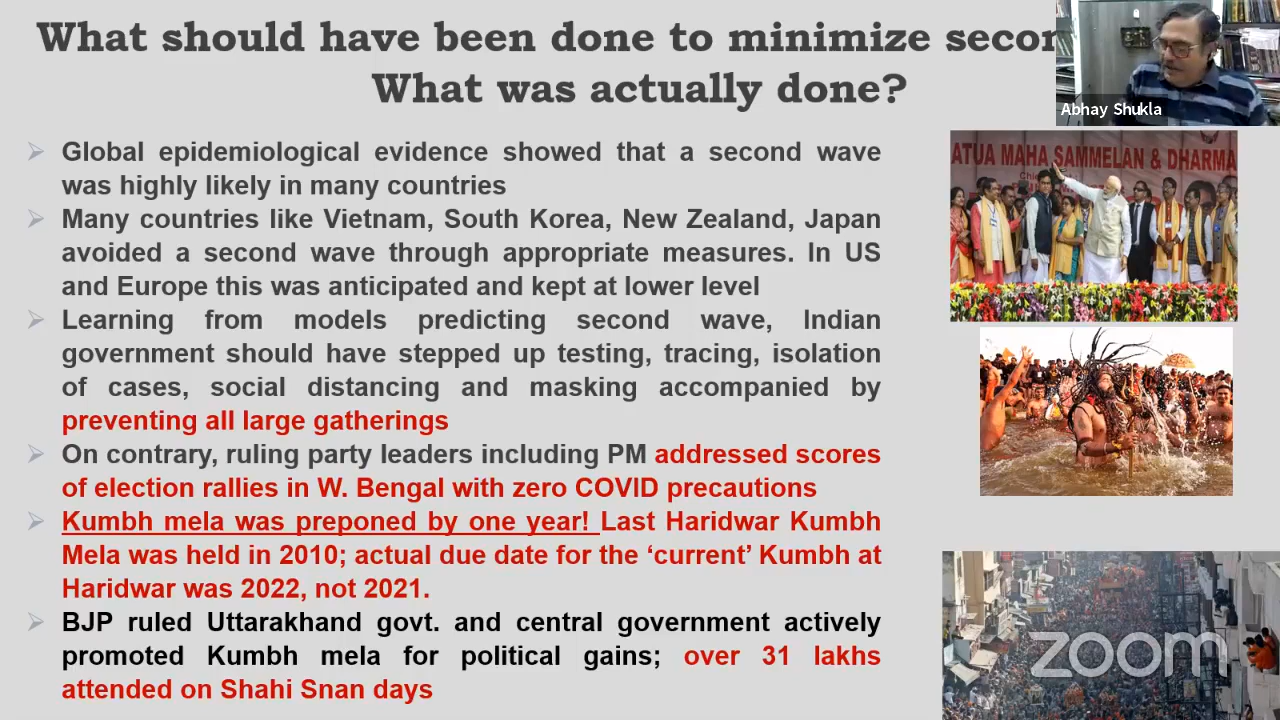 What should have been done to minimize secon
What was actually done?
Abhay Shukla
➢ Global epidemiological evidence showed that a second wave
was highly likely in many countries
➢ Many countries like Vietnam, South Korea, New Zealand, Japan
avoided a second wave through appropriate measures. In US
and Europe this was anticipated and kept at lower level
➢ Learning from models predicting second wave, Indian
government should have stepped up testing, tracing, isolation
of cases, social distancing and masking accompanied by
preventing all large gatherings
➢ On contrary, ruling party leaders including PM addressed scores
of election rallies in W. Bengal with zero COVID precautions
➢ Kumbh mela was preponed by one year! Last Haridwar Kumbh
Mela was held in 2010; actual due date for the ‘current’ Kumbh at
Haridwar was 2022, not 2021.
➢ BJP ruled Uttarakhand govt. and central government actively
promoted Kumbh mela for political gains; over 31 lakhs
attended on Shahi Snan days
ATUA MAHA SAMMELAN & DHARMA
zoom